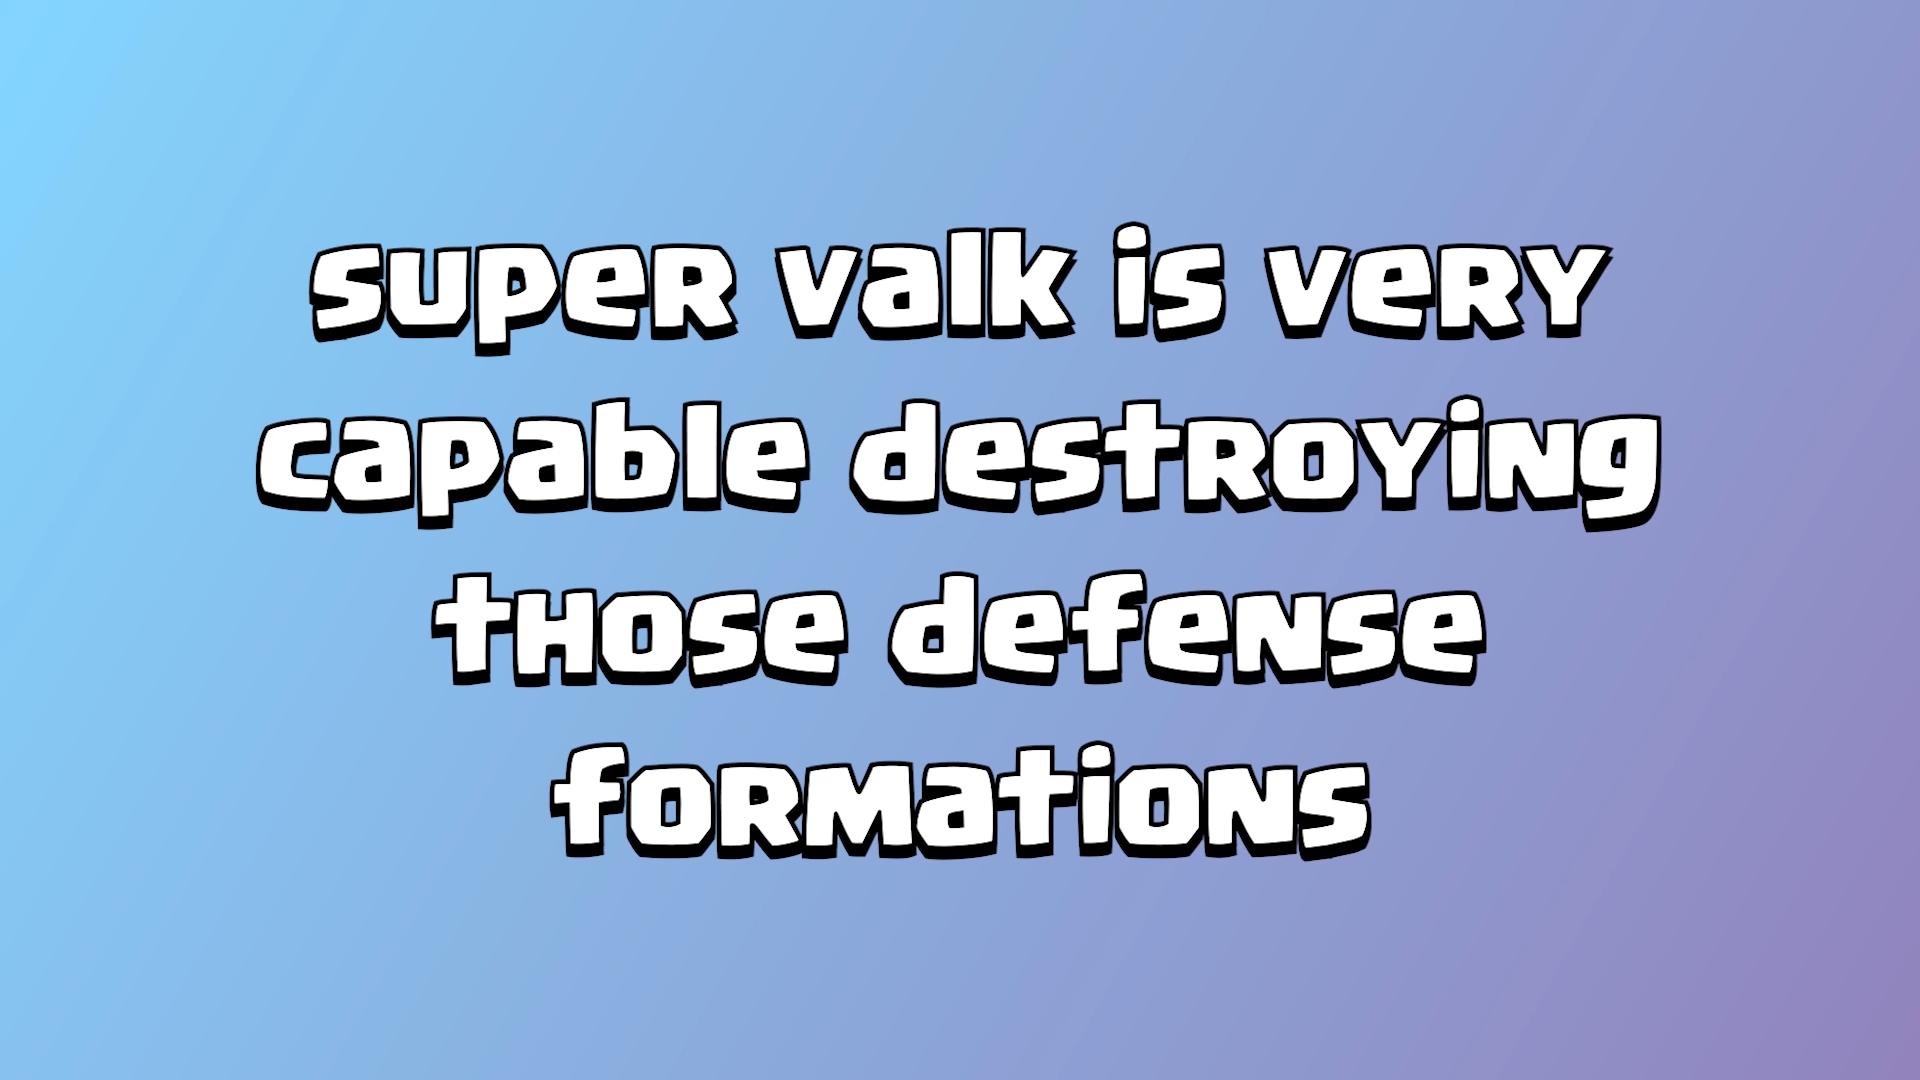 super valk is very
capable destroying
those defense
formations